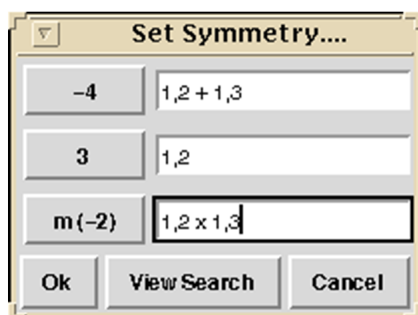 Set Symmetry....
-4 1,2 + 1,3
3 1,2
m (-2) 1,2 x 1,3
Ok View Search Cancel